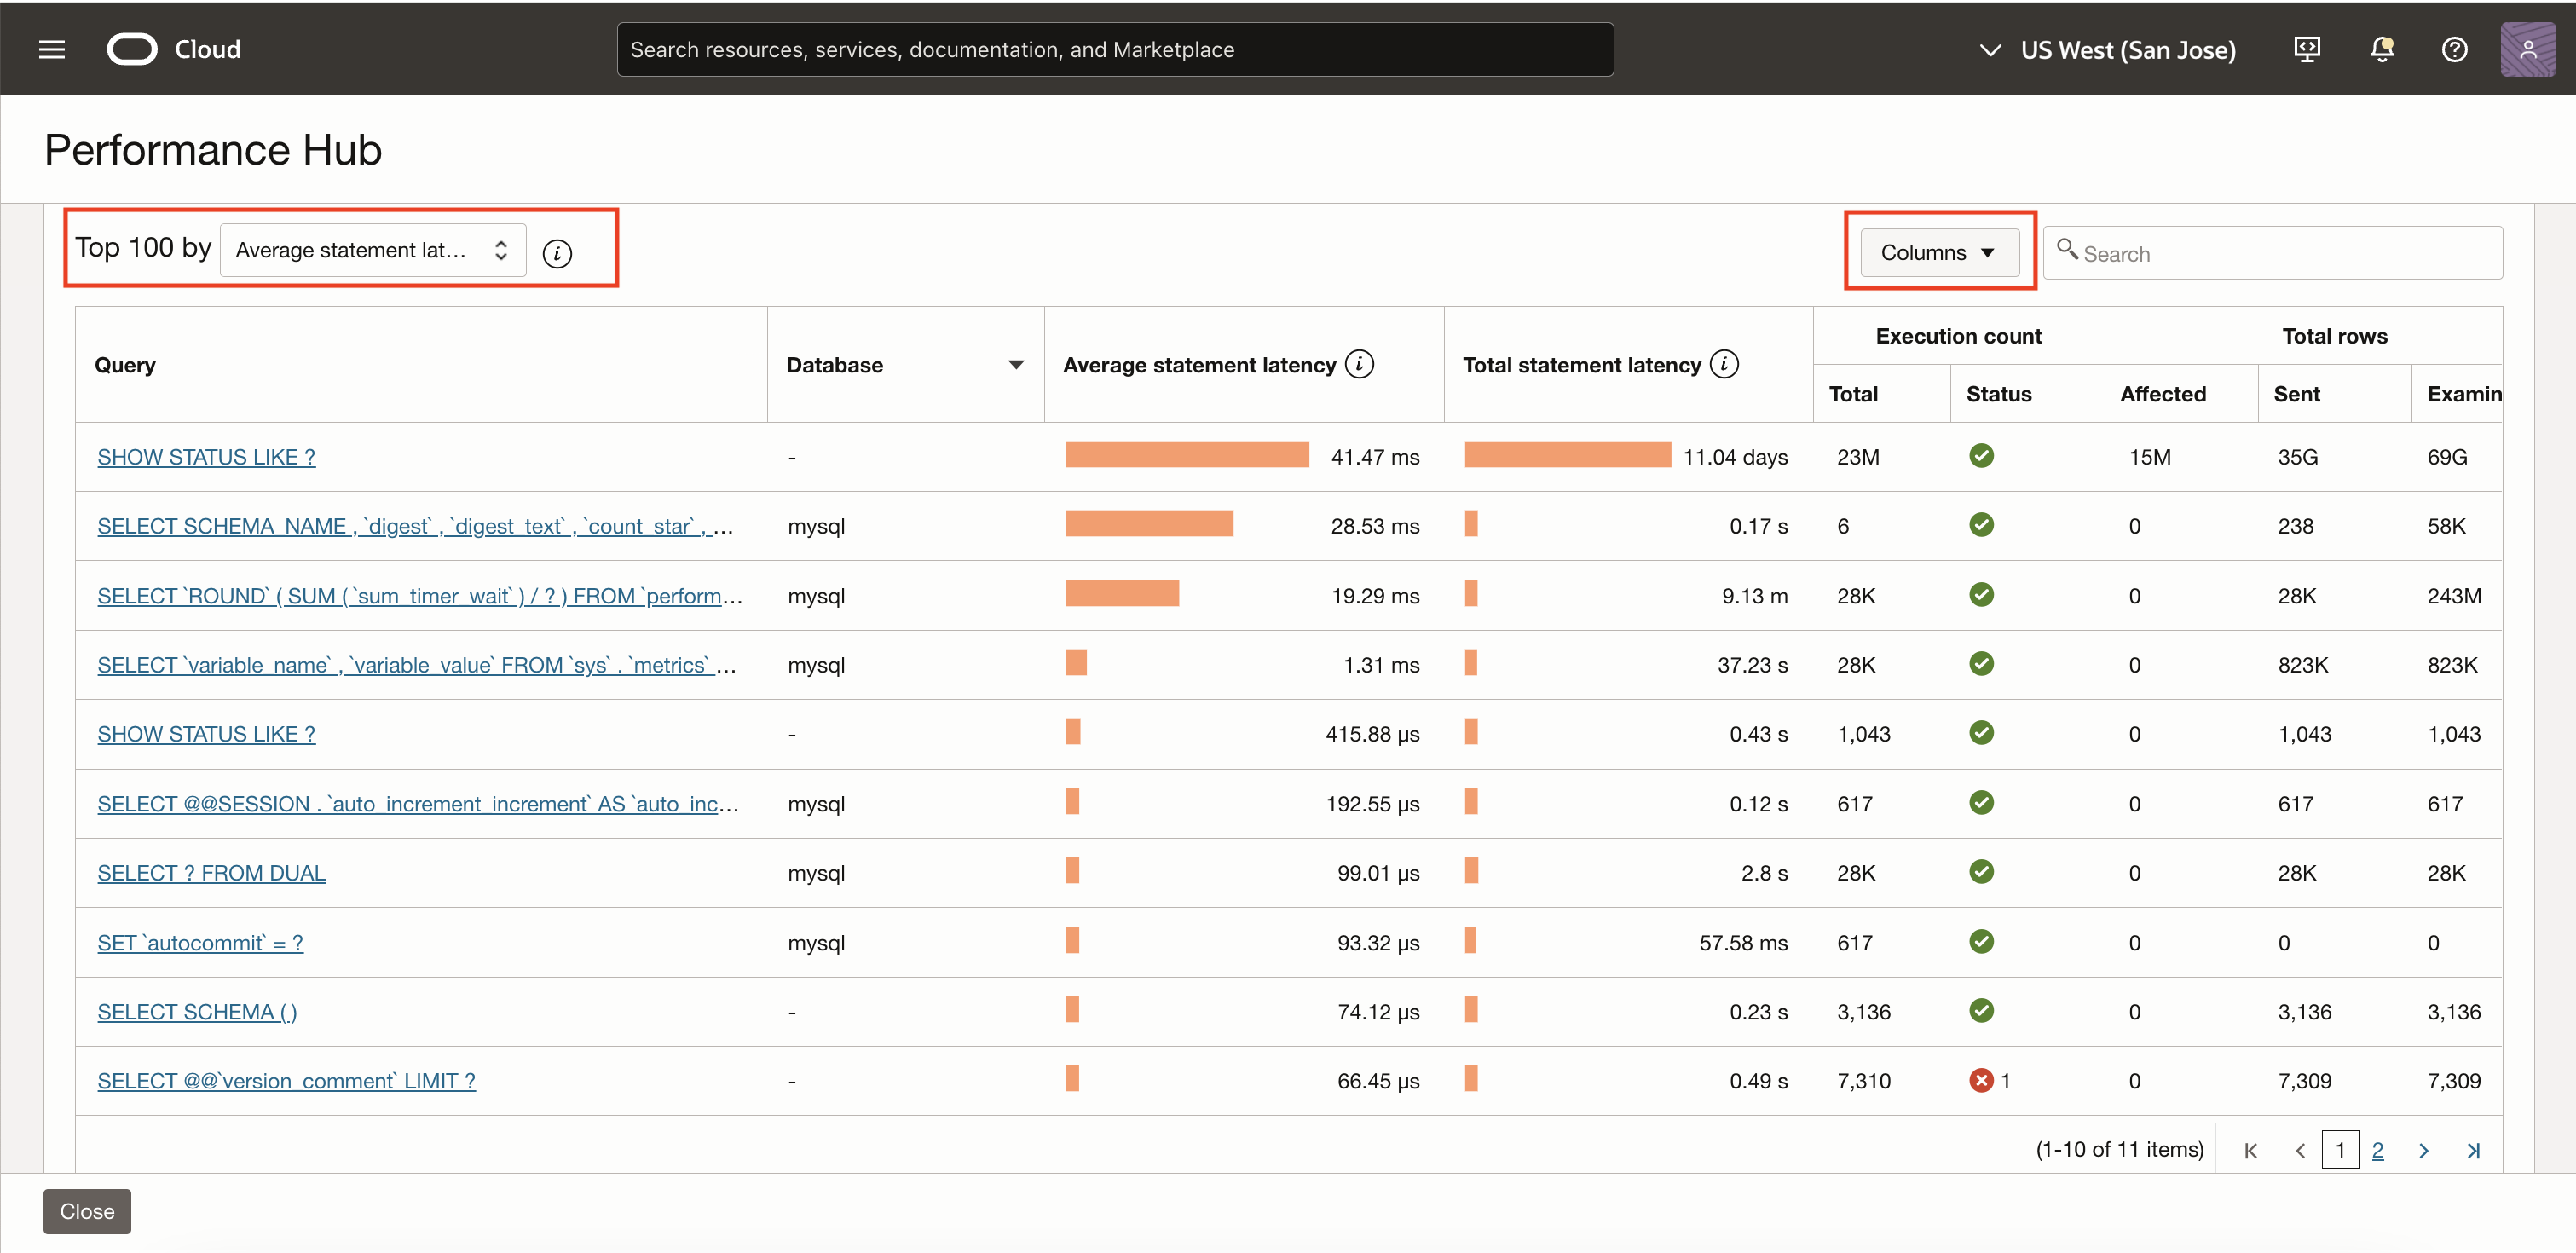 Cloud
Search resources, services, documentation, and Marketplace
US West (San Jose)
Performance Hub
Top 100 by
Average statement lat...
Columns
Search
Query
Database
Average statement latency
Total statement latency
Execution count
Total rows
Total
Status
Affected
Sent
Examin
SHOW STATUS LIKE ? - 41.47 ms 11.04 days 23M 15M 35G 69G
SELECT SCHEMA_NAME , `digest` , `digest_text` , `count_star` , ... mysql 28.53 ms 0.17 s 6 0 238 58K
SELECT `ROUND` ( SUM ( `sum_timer_wait` ) / ? ) FROM `perform... mysql 19.29 ms 9.13 m 28K 0 28K 243M
SELECT `variable_name` , `variable_value` FROM `sys` . `metrics` ... mysql 1.31 ms 37.23 s 28K 0 823K 823K
SHOW STATUS LIKE ? - 415.88 µs 0.43 s 1,043 0 1,043 1,043
SELECT @@SESSION . `auto_increment_increment` AS `auto_inc... mysql 192.55 µs 0.12 s 617 0 617 617
SELECT ? FROM DUAL mysql 99.01 µs 2.8 s 28K 0 28K 28K
SET `autocommit` = ? mysql 93.32 µs 57.58 ms 617 0 0 0
SELECT SCHEMA ( ) - 74.12 µs 0.23 s 3,136 0 3,136 3,136
SELECT @@`version_comment` LIMIT ? - 66.45 µs 0.49 s 7,310 1 0 7,309 7,309
(1-10 of 11 items) 1 2
Close